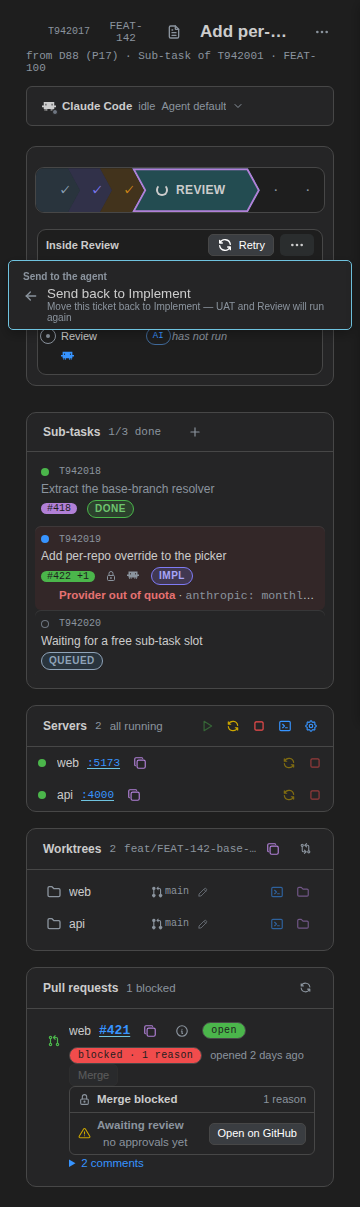 T942017 FEAT-142 Add per-…
from D88 (P17) · Sub-task of T942001 · FEAT-100
Claude Code idle Agent default
REVIEW
Inside Review Retry
Send to the agent
Send back to Implement
Move this ticket back to Implement — UAT and Review will run again
Review AI has not run
Sub-tasks 1/3 done
T942018
Extract the base-branch resolver
#418 DONE
T942019
Add per-repo override to the picker
#422 +1 IMPL
Provider out of quota · anthropic: monthl…
T942020
Waiting for a free sub-task slot
QUEUED
Servers 2 all running
web :5173
api :4000
Worktrees 2 feat/FEAT-142-base-…
web main
api main
Pull requests 1 blocked
web #421 open
blocked · 1 reason opened 2 days ago
Merge
Merge blocked 1 reason
Awaiting review
no approvals yet
Open on GitHub
2 comments